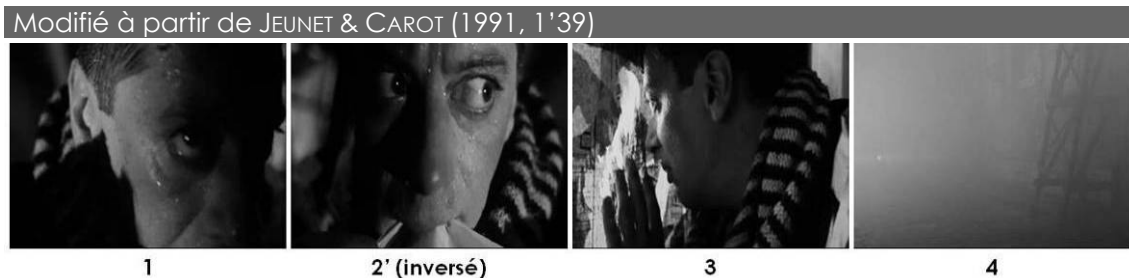 Modifié à partir de JEUNET & CAROT (1991, 1’39)
1 2’ (inversé) 3 4